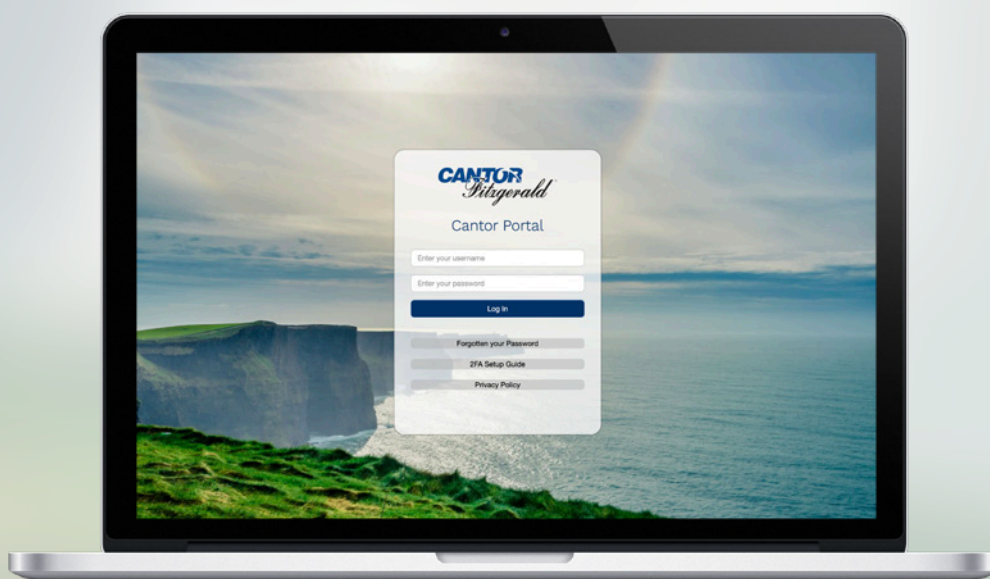 CANTOR
Fitzgerald
Cantor Portal
Enter your username
Enter your password
Log In
Forgotten your Password
2FA Setup Guide
Privacy Policy